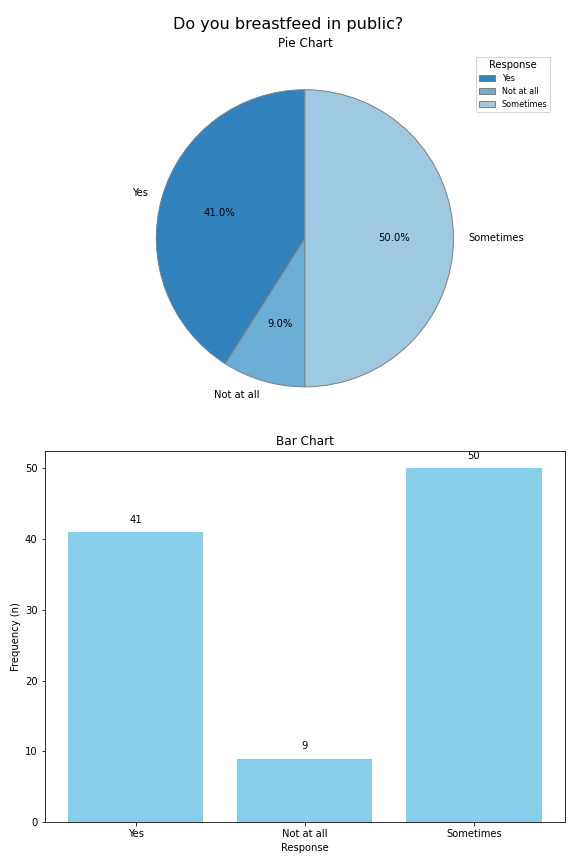 Do you breastfeed in public?
Pie Chart
Response
Yes
Not at all
Sometimes
Yes
41.0%
50.0%
Sometimes
9.0%
Not at all
Bar Chart
50
41
9
Frequency (n)
50
40
30
20
10
0
Yes Not at all Sometimes
Response